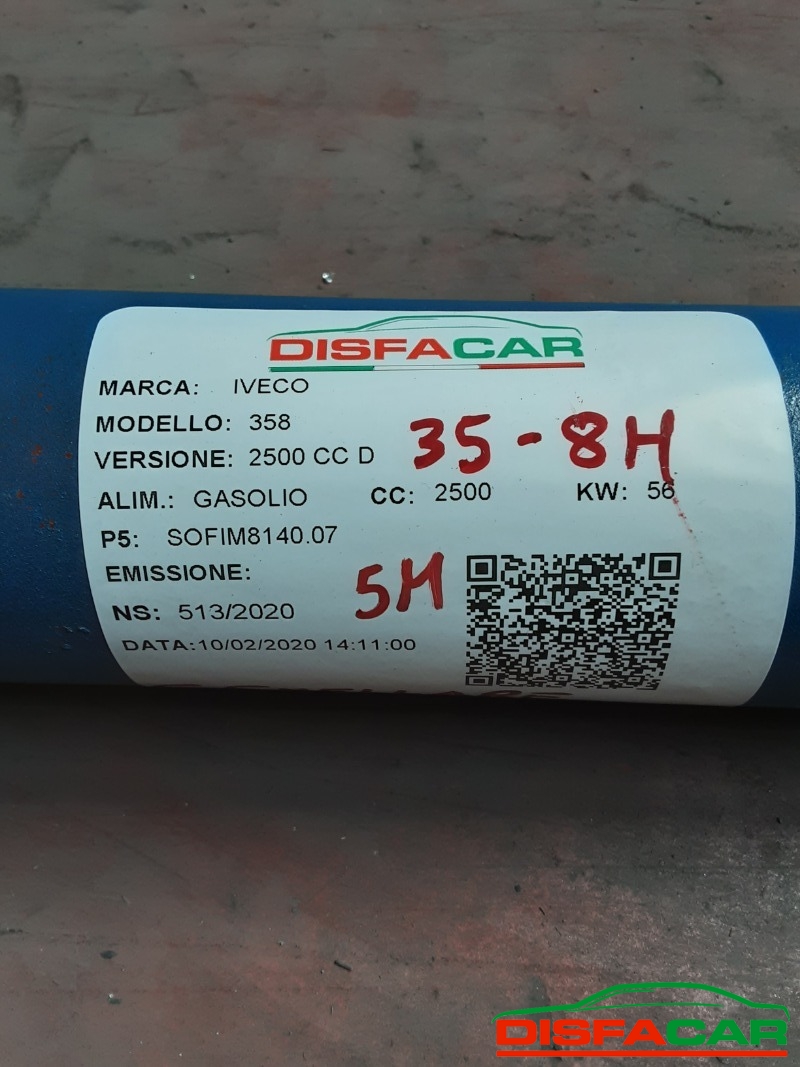 DISFACAR
MARCA: IVECO
MODELLO: 358
35-8H
VERSIONE: 2500 CC D
ALIM.: GASOLIO CC: 2500 KW: 56
P5: SOFIM8140.07
EMISSIONE:
5M
NS: 513/2020
DATA:10/02/2020 14:11:00
DISFACAR